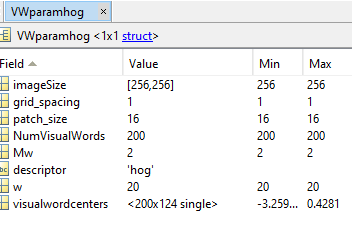 VWparamhog ×
VWparamhog <1x1 struct>
Field Value Min Max
imageSize [256,256] 256 256
grid_spacing 1 1 1
patch_size 16 16 16
NumVisualWords 200 200 200
Mw 2 2 2
abc descriptor 'hog'
w 20 20 20
visualwordcenters <200x124 single> -3.259... 0.4281